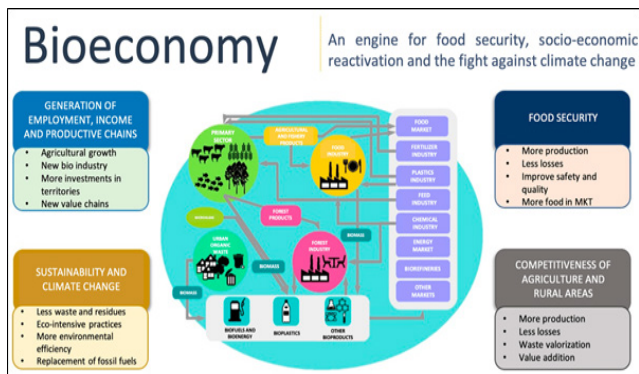 Bioeconomy
An engine for food security, socio-economic
reactivation and the fight against climate change
GENERATION OF
EMPLOYMENT, INCOME
AND PRODUCTIVE CHAINS
• Agricultural growth
• New bio industry
• More investments in
territories
• New value chains
SUSTAINABILITY AND
CLIMATE CHANGE
• Less waste and residues
• Eco-intensive practices
• More environmental
efficiency
• Replacement of fossil fuels
PRIMARY
SECTOR
AGRICULTURAL
AND FISHERY
PRODUCTS
FOOD INDUSTRY
FOREST
PRODUCTS
URBAN
ORGANIC
WASTE
FOREST
INDUSTRY
BIOMASS
BIOMASS
BIOMASS
BIOFUELS AND
BIOENERGY
BIOPLASTICS
OTHER
BIOPRODUCTS
FOOD
MARKET
FERTILIZER
INDUSTRY
PLASTICS
INDUSTRY
FEED
INDUSTRY
CHEMICAL
INDUSTRY
ENERGY
MARKET
BIOREFINERIES
OTHER
MARKETS
FOOD SECURITY
• More production
• Less losses
• Improve safety and
quality
• More food in MKT
COMPETITIVENESS OF
AGRICULTURE AND
RURAL AREAS
• More production
• Less losses
• Waste valorization
• Value addition